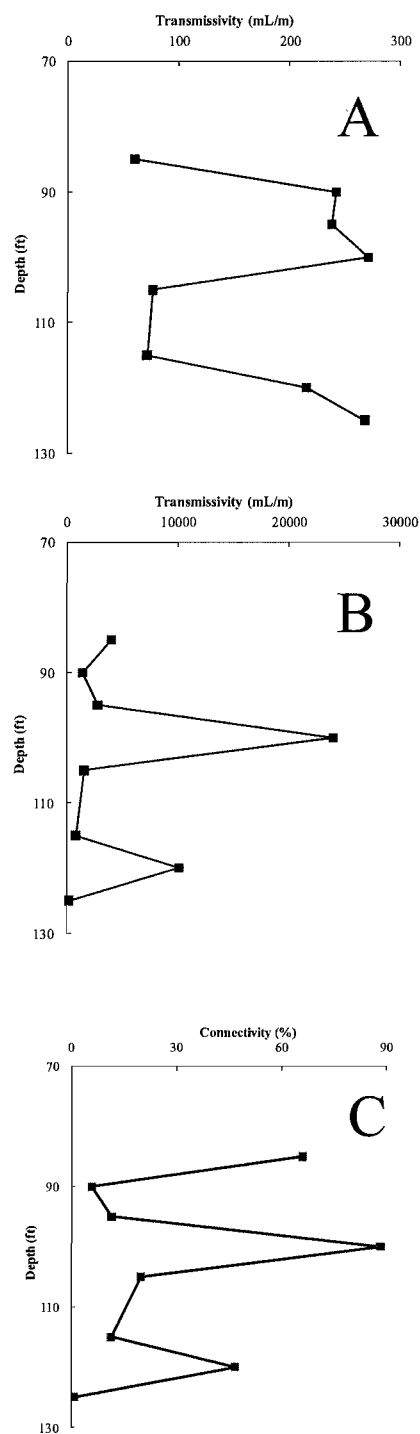 Transmissivity (mL/m)
0 100 200 300
70
A
90
Depth (ft)
110
130
Transmissivity (mL/m)
0 10000 20000 30000
70
B
90
Depth (ft)
110
130
Connectivity (%)
0 30 60 90
70
C
90
Depth (ft)
110
130